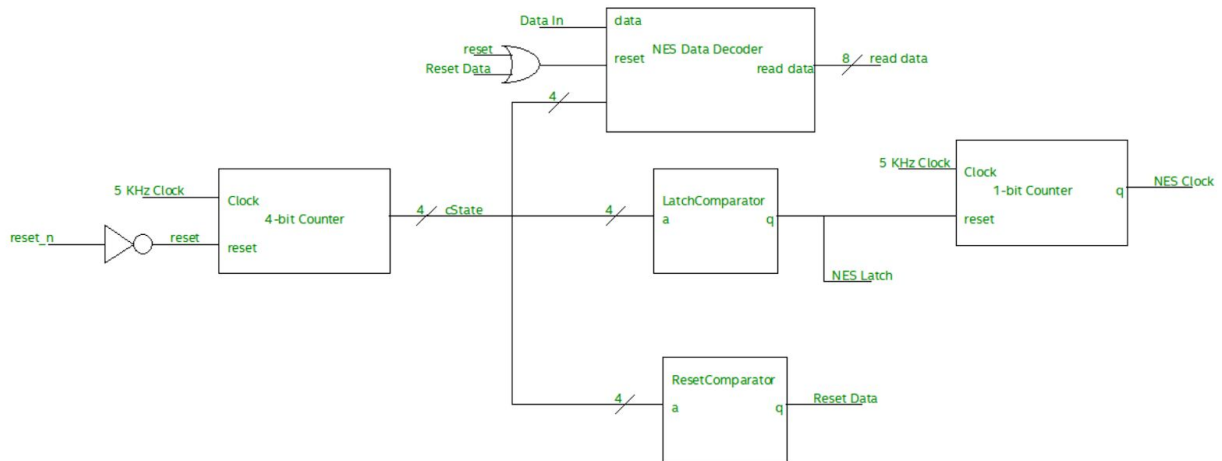 Data In
data
reset
NES Data Decoder
reset
Reset Data
read data
8
read data
4
5 KHz Clock
Clock
4-bit Counter
reset_n
reset
reset
4
cState
4
LatchComparator
a
q
NES Latch
5 KHz Clock
Clock
1-bit Counter
q
NES Clock
reset
ResetComparator
4
a
q
Reset Data